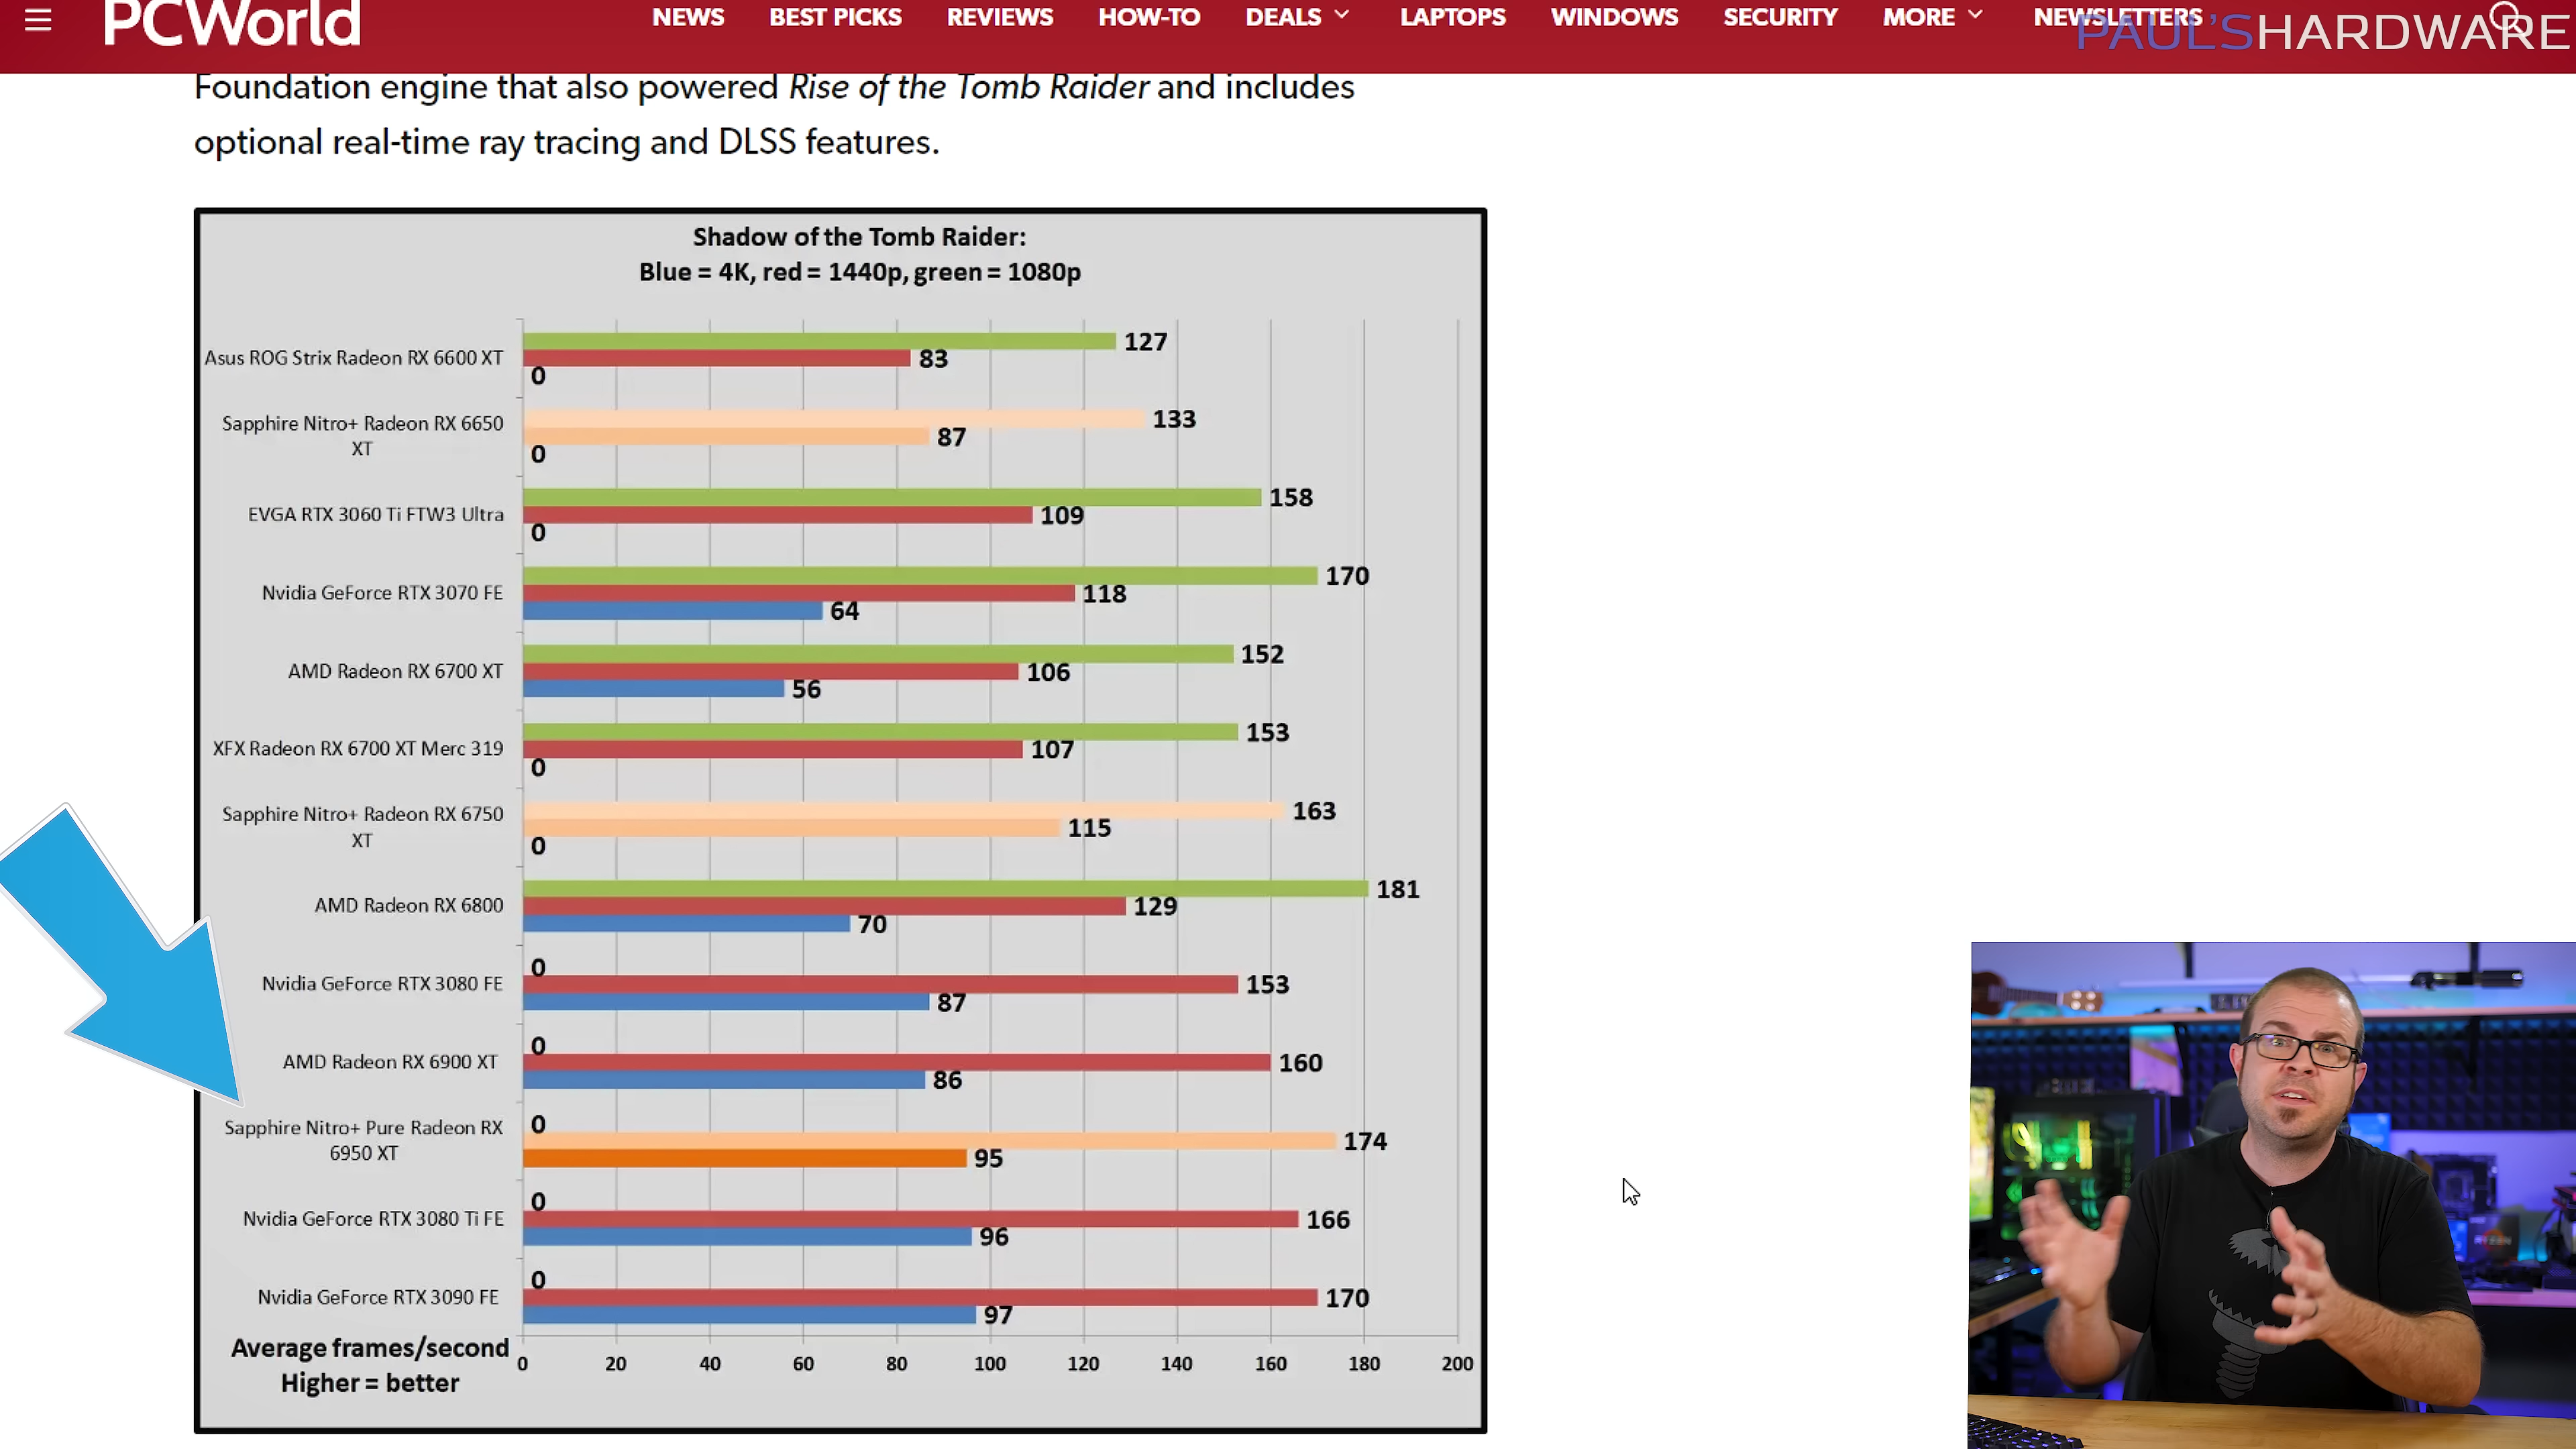 PCWorld
NEWS BEST PICKS REVIEWS HOW-TO DEALS LAPTOPS WINDOWS SECURITY MORE NEWSLETTERS
PAUL'SHARDWARE
Foundation engine that also powered Rise of the Tomb Raider and includes
optional real-time ray tracing and DLSS features.
Shadow of the Tomb Raider:
Blue = 4K, red = 1440p, green = 1080p
127
Asus ROG Strix Radeon RX 6600 XT 83
0
133
Sapphire Nitro+ Radeon RX 6650
XT
87
0
158
EVGA RTX 3060 Ti FTW3 Ultra 109
0
170
Nvidia GeForce RTX 3070 FE 118
64
152
AMD Radeon RX 6700 XT 106
56
153
XFX Radeon RX 6700 XT Merc 319 107
0
163
Sapphire Nitro+ Radeon RX 6750
XT
115
0
181
AMD Radeon RX 6800 129
70
0
Nvidia GeForce RTX 3080 FE 153
87
0
AMD Radeon RX 6900 XT 160
86
0
Sapphire Nitro+ Pure Radeon RX
6950 XT
174
95
0
Nvidia GeForce RTX 3080 Ti FE 166
96
0
Nvidia GeForce RTX 3090 FE 170
97
Average frames/second
Higher = better
0 20 40 60 80 100 120 140 160 180 200